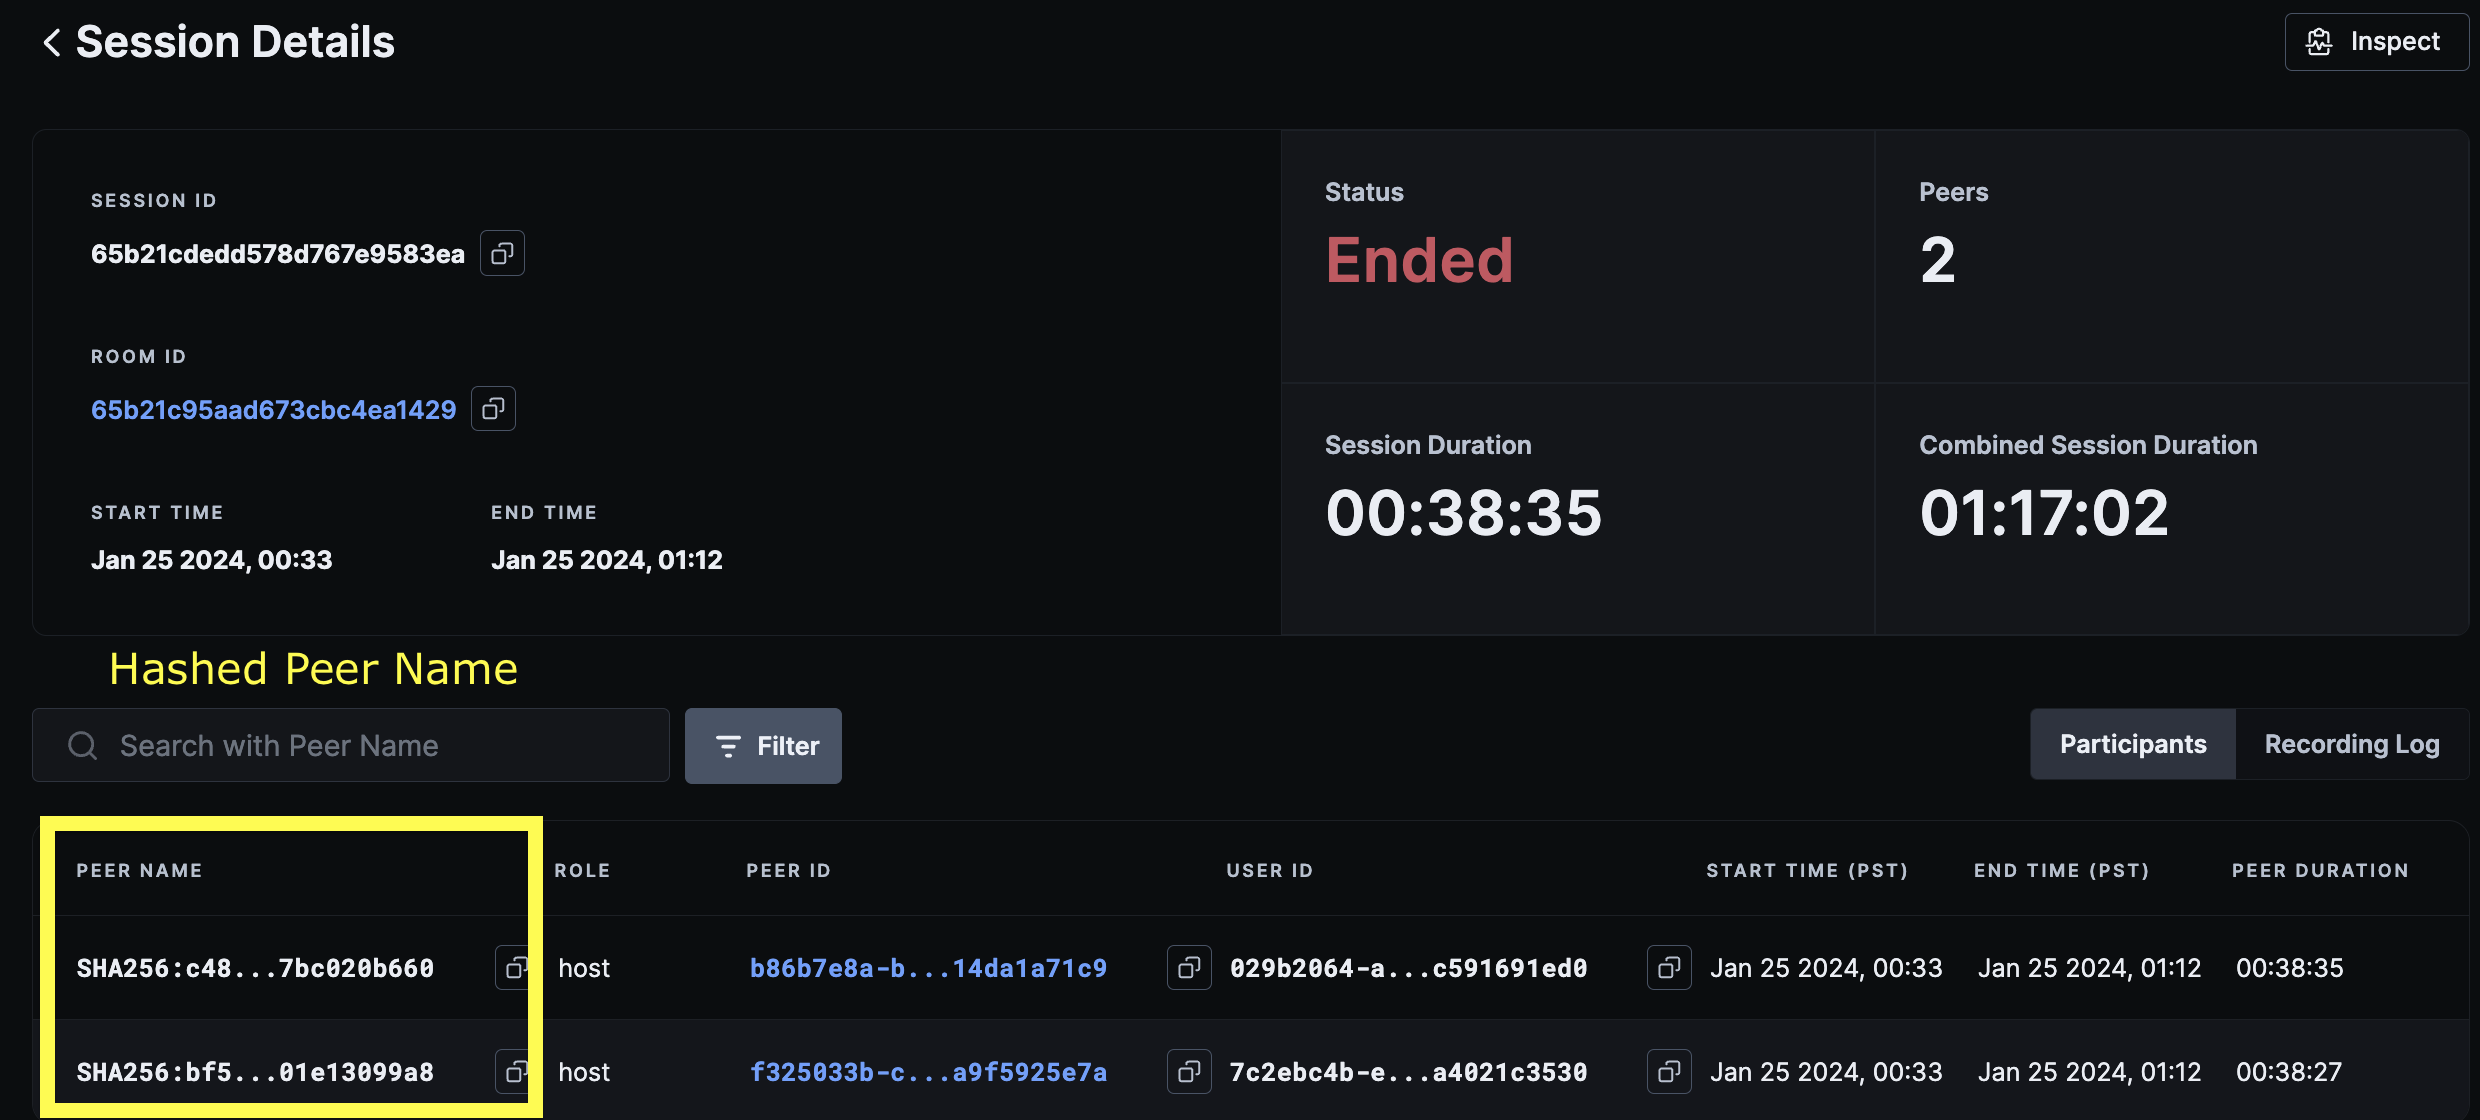 Session Details
Inspect
SESSION ID
65b21cdedd578d767e9583ea
ROOM ID
65b21c95aad673cbc4ea1429
START TIME END TIME
Jan 25 2024, 00:33 Jan 25 2024, 01:12
Status
Ended
Peers
2
Session Duration
00:38:35
Combined Session Duration
01:17:02
Hashed Peer Name
Search with Peer Name
Filter
Participants Recording Log
PEER NAME ROLE PEER ID USER ID START TIME (PST) END TIME (PST) PEER DURATION
SHA256:c48...7bc020b660 host b86b7e8a-b...14da1a71c9 029b2064-a...c591691ed0 Jan 25 2024, 00:33 Jan 25 2024, 01:12 00:38:35
SHA256:bf5...01e13099a8 host f325033b-c...a9f5925e7a 7c2ebc4b-e...a4021c3530 Jan 25 2024, 00:33 Jan 25 2024, 01:12 00:38:27